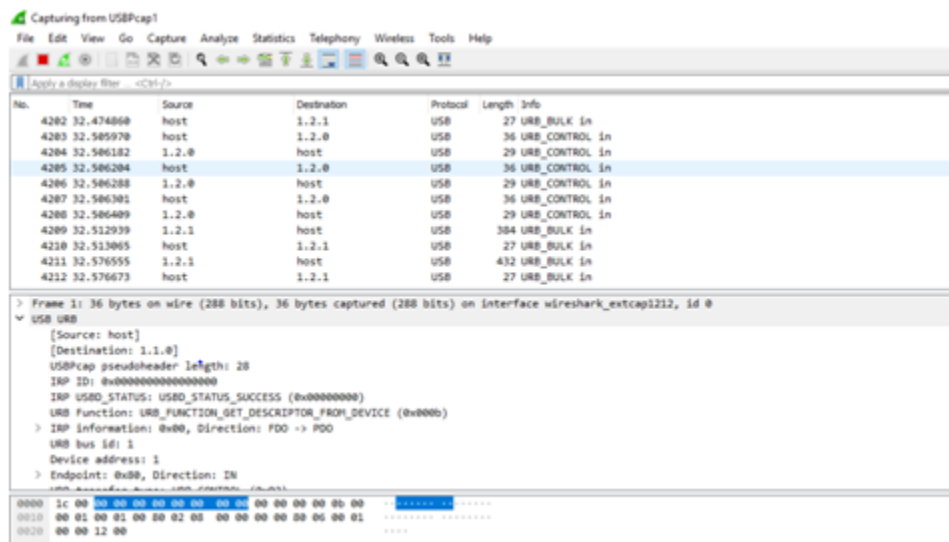 Capturing from USBPcap1
File Edit View Go Capture Analyze Statistics Telephony Wireless Tools Help
Apply a display filter ... <Ctrl-/>
No. Time Source Destination Protocol Length Info
4202 32.474860 host 1.2.1 USB 27 URB_BULK in
4203 32.505970 host 1.2.0 USB 36 URB_CONTROL in
4204 32.506182 1.2.0 host USB 29 URB_CONTROL in
4205 32.506204 host 1.2.0 USB 36 URB_CONTROL in
4206 32.506288 1.2.0 host USB 29 URB_CONTROL in
4207 32.506301 host 1.2.0 USB 36 URB_CONTROL in
4208 32.506409 1.2.0 host USB 29 URB_CONTROL in
4209 32.512939 1.2.1 host USB 384 URB_BULK in
4210 32.513065 host 1.2.1 USB 27 URB_BULK in
4211 32.576555 1.2.1 host USB 432 URB_BULK in
4212 32.576673 host 1.2.1 USB 27 URB_BULK in
> Frame 1: 36 bytes on wire (288 bits), 36 bytes captured (288 bits) on interface wireshark_extcap1212, id 0
USB URB
[Source: host]
[Destination: 1.1.0]
USBPcap pseudoheader length: 28
IRP ID: 0x0000000000000000
IRP USBD_STATUS: USBD_STATUS_SUCCESS (0x00000000)
URB Function: URB_FUNCTION_GET_DESCRIPTOR_FROM_DEVICE (0x000b)
> IRP information: 0x00, Direction: FDO -> PDO
URB bus id: 1
Device address: 1
> Endpoint: 0x80, Direction: IN
0000 1c 00 00 00 00 00 00 00 00 00 00 00 00 00 0b 00
0010 00 01 00 01 00 80 02 08 00 00 00 00 80 06 00 01
0020 00 00 12 00